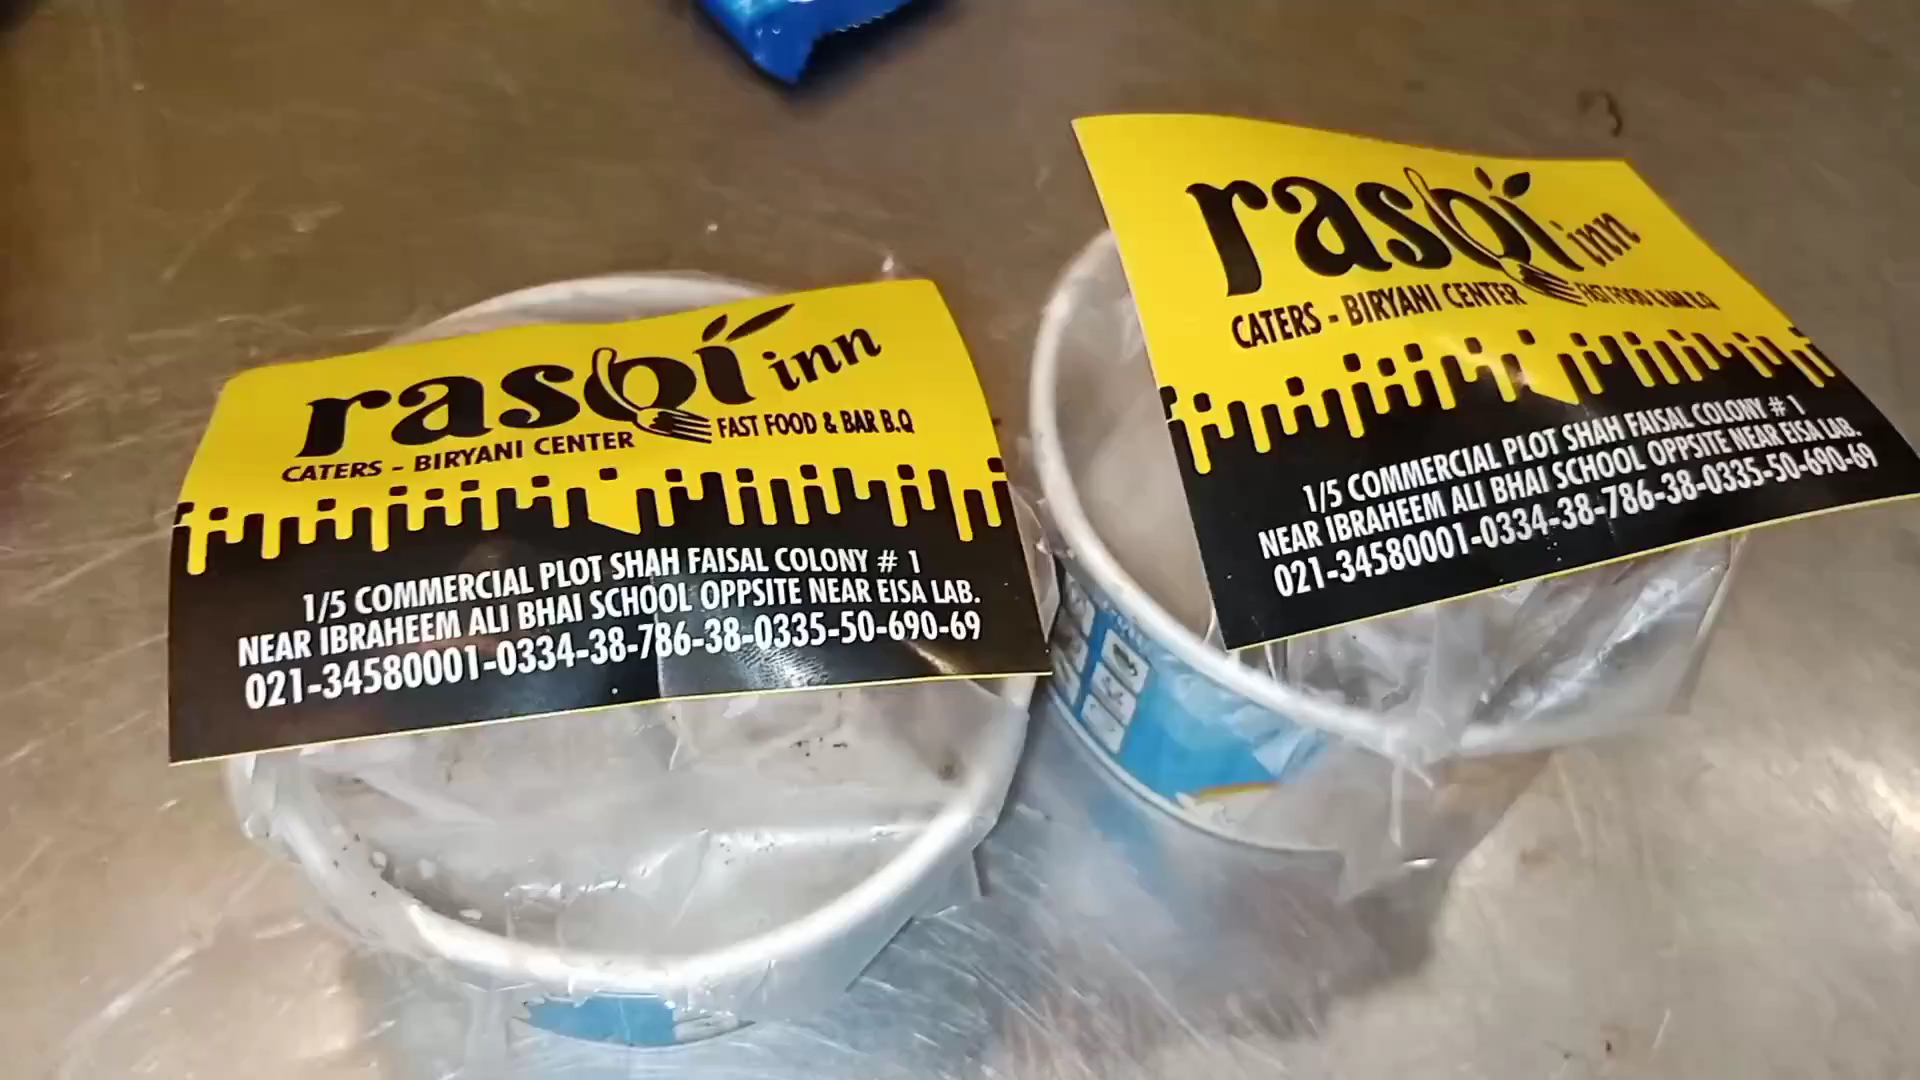 rasoi inn
CATERS - BIRYANI CENTER FAST FOOD & BAR B.Q
1/5 COMMERCIAL PLOT SHAH FAISAL COLONY # 1
NEAR IBRAHEEM ALI BHAI SCHOOL OPPSITE NEAR EISA LAB.
021-34580001-0334-38-786-38-0335-50-690-69
rasoi inn
CATERS - BIRYANI CENTER FAST FOOD & BAR B.Q
1/5 COMMERCIAL PLOT SHAH FAISAL COLONY # 1
NEAR IBRAHEEM ALI BHAI SCHOOL OPPSITE NEAR EISA LAB.
021-34580001-0334-38-786-38-0335-50-690-69